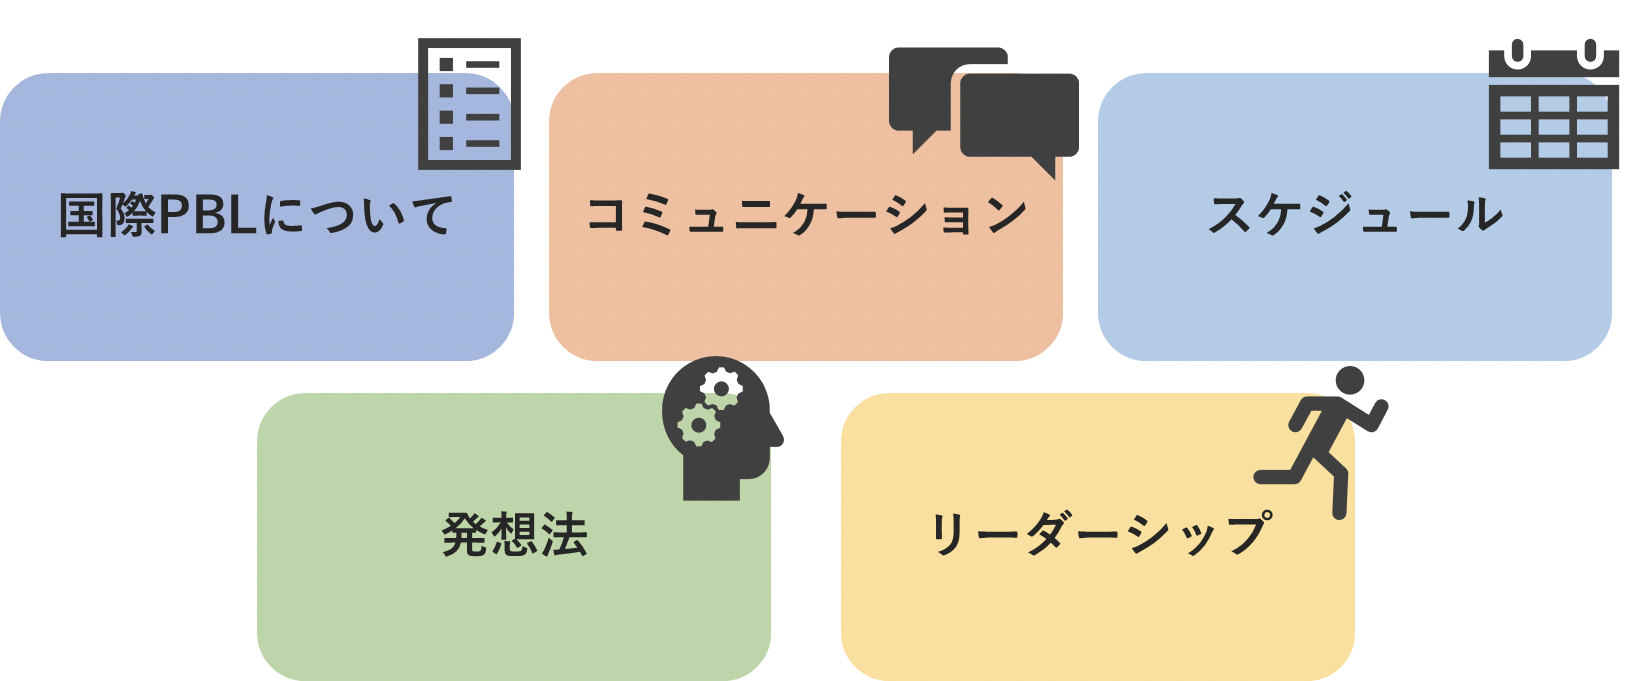 国際PBLについて
コミュニケーション
スケジュール
発想法
リーダーシップ